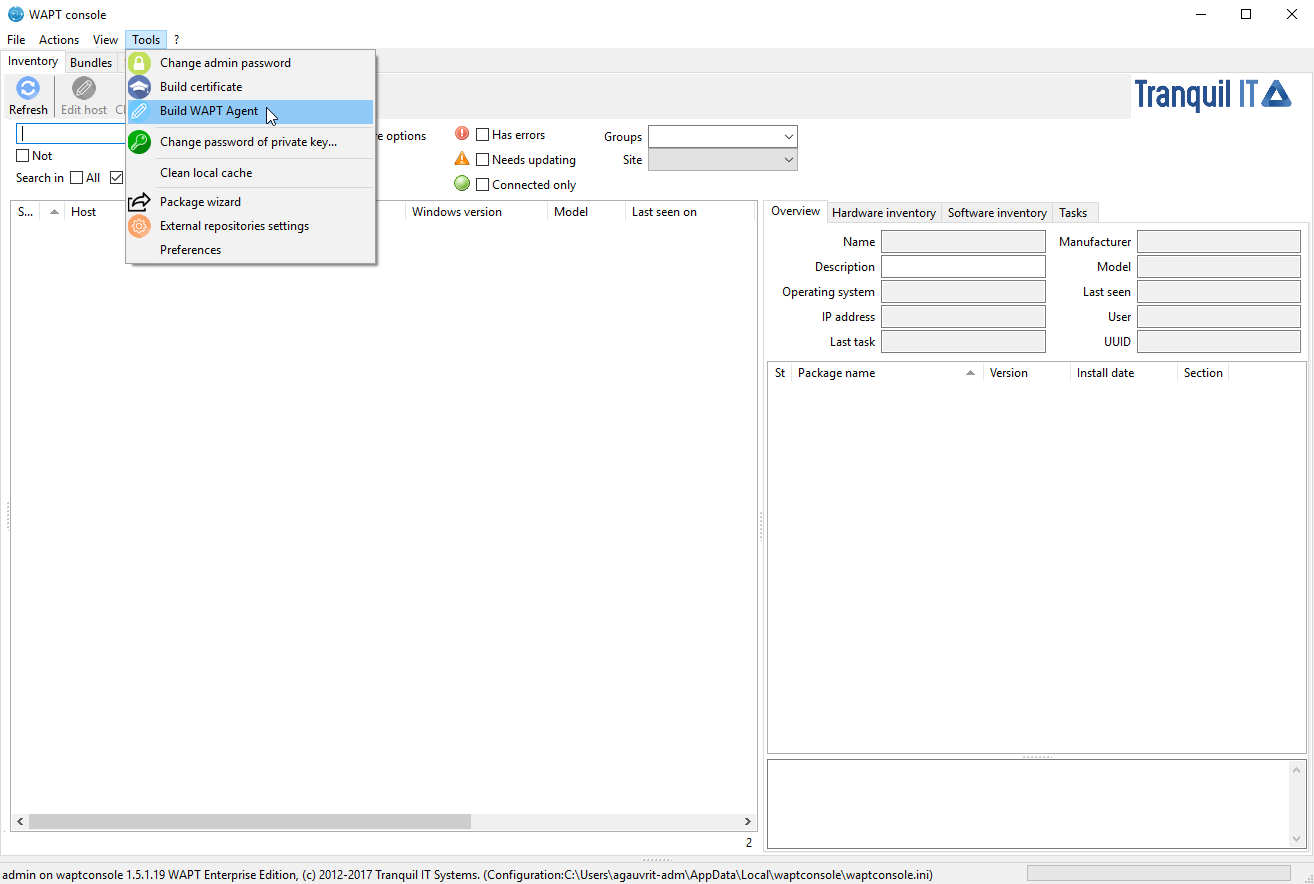 WAPT console
File Actions View Tools ?
Inventory Bundles
Change admin password
Build certificate
Build WAPT Agent
Change password of private key...
Clean local cache
Package wizard
External repositories settings
Preferences
Refresh Edit host
Tranquil IT
Not
Search in All
options
Has errors
Needs updating
Connected only
Groups
Site
S... Host Windows version Model Last seen on
2
Overview Hardware inventory Software inventory Tasks
Name Manufacturer
Description Model
Operating system Last seen
IP address User
Last task UUID
St Package name Version Install date Section
admin on waptconsole 1.5.1.19 WAPT Enterprise Edition, (c) 2012-2017 Tranquil IT Systems. (Configuration:C:\Users\agauvrit-adm\AppData\Local\waptconsole\waptconsole.ini)